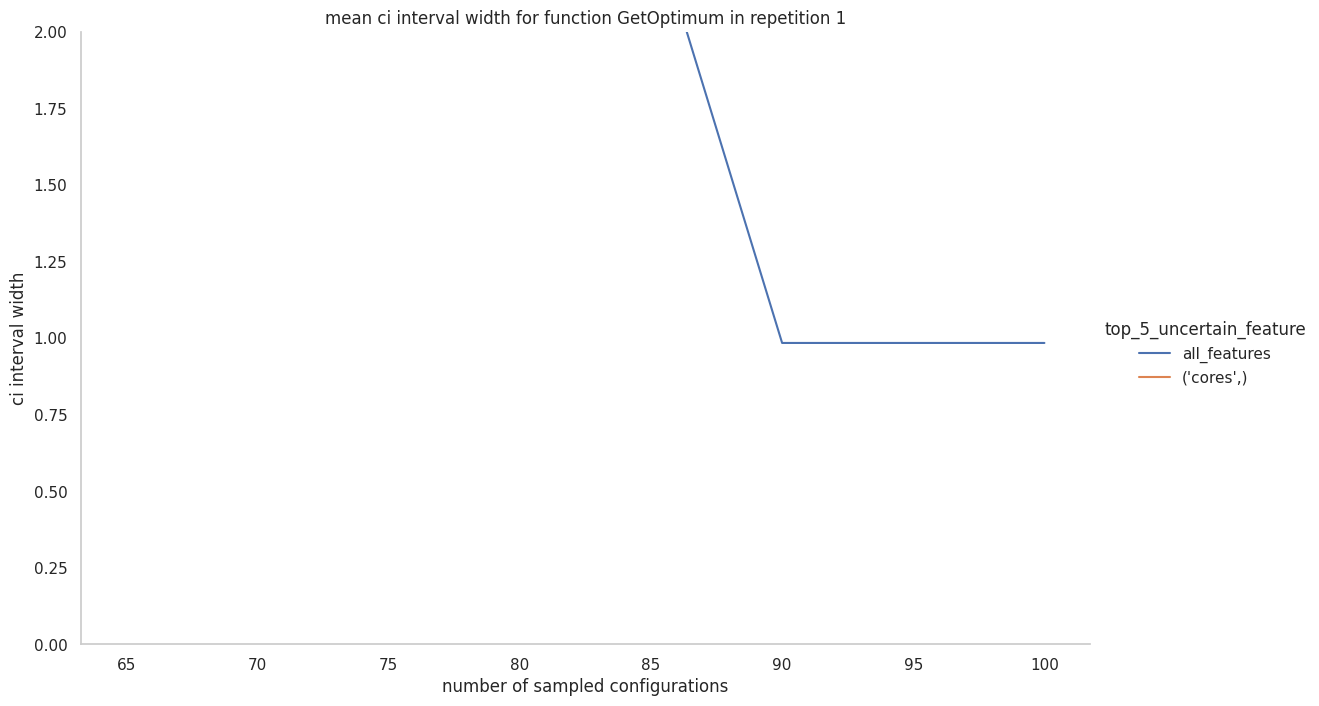 mean ci interval width for function GetOptimum in repetition 1
2.00
1.75
1.50
1.25
1.00
0.75
0.50
0.25
0.00
ci interval width
65 70 75 80 85 90 95 100
number of sampled configurations
top_5_uncertain_feature
all_features
('cores',)